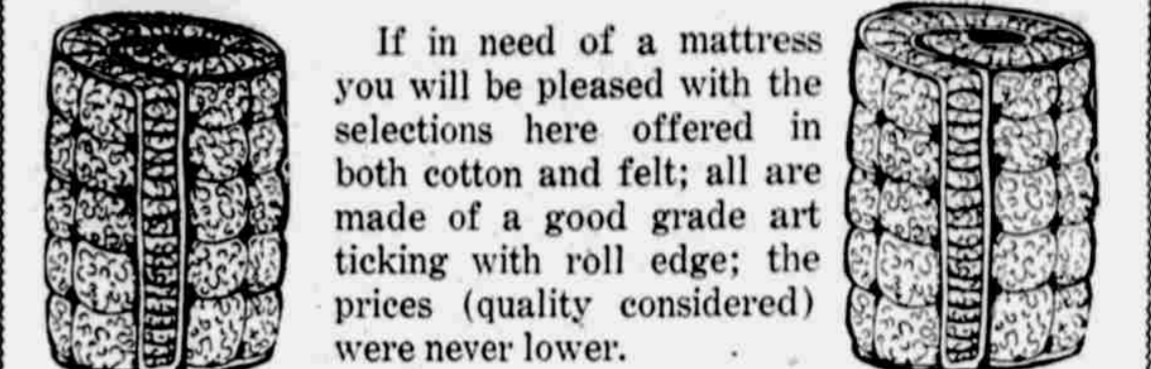 If in need of a mattress
you will be pleased with the
selections here offered in
both cotton and felt; all are
made of a good grade art
ticking with roll edge; the
prices (quality considered)
were never lower.